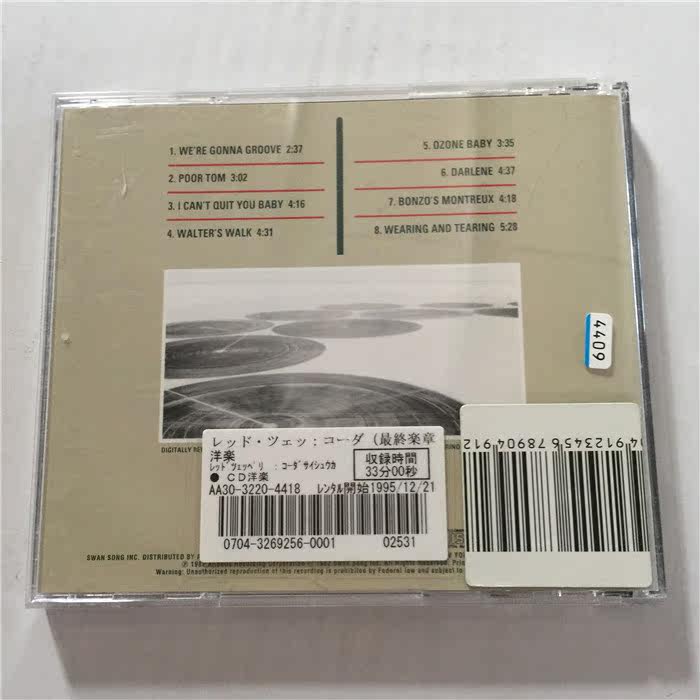 1. WE'RE GONNA GROOVE 2:37
2. POOR TOM 3:02
3. I CAN'T QUIT YOU BABY 4:16
4. WALTER'S WALK 4:31
5. OZONE BABY 3:35
6. DARLENE 4:37
7. BONZO'S MONTREUX 4:18
8. WEARING AND TEARING 5:28
4409
DIGITALLY
レッド・ツェッ:コーダ(最終楽章
洋楽
収録時間
33分00秒
レッド ツェッペリ :コーダサイシュウカ
● CD洋楽
AA30-3220-4418 レンタル開始1995/12/21
0704-3269256-0001 02531
4912345678904912
SWAN SONG INC. DISTRIBUTED BY
Warning: Unauthorized reproduction of this recording is prohibited by Federal law and subject to